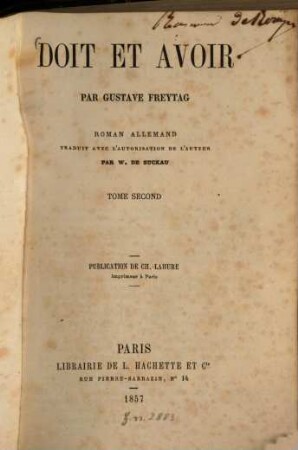 DOIT ET AVOIR
PAR GUSTAVE FREYTAG
ROMAN ALLEMAND
TRADUIT AVEC L'AUTORISATION DE L'AUTEUR
PAR W. DE SUCKAU
TOME SECOND
PUBLICATION DE CH. LAHURE
Imprimeur à Paris
PARIS
LIBRAIRIE DE L. HACHETTE ET Cie
RUE PIERRE-SARRAZIN, No 14
1857